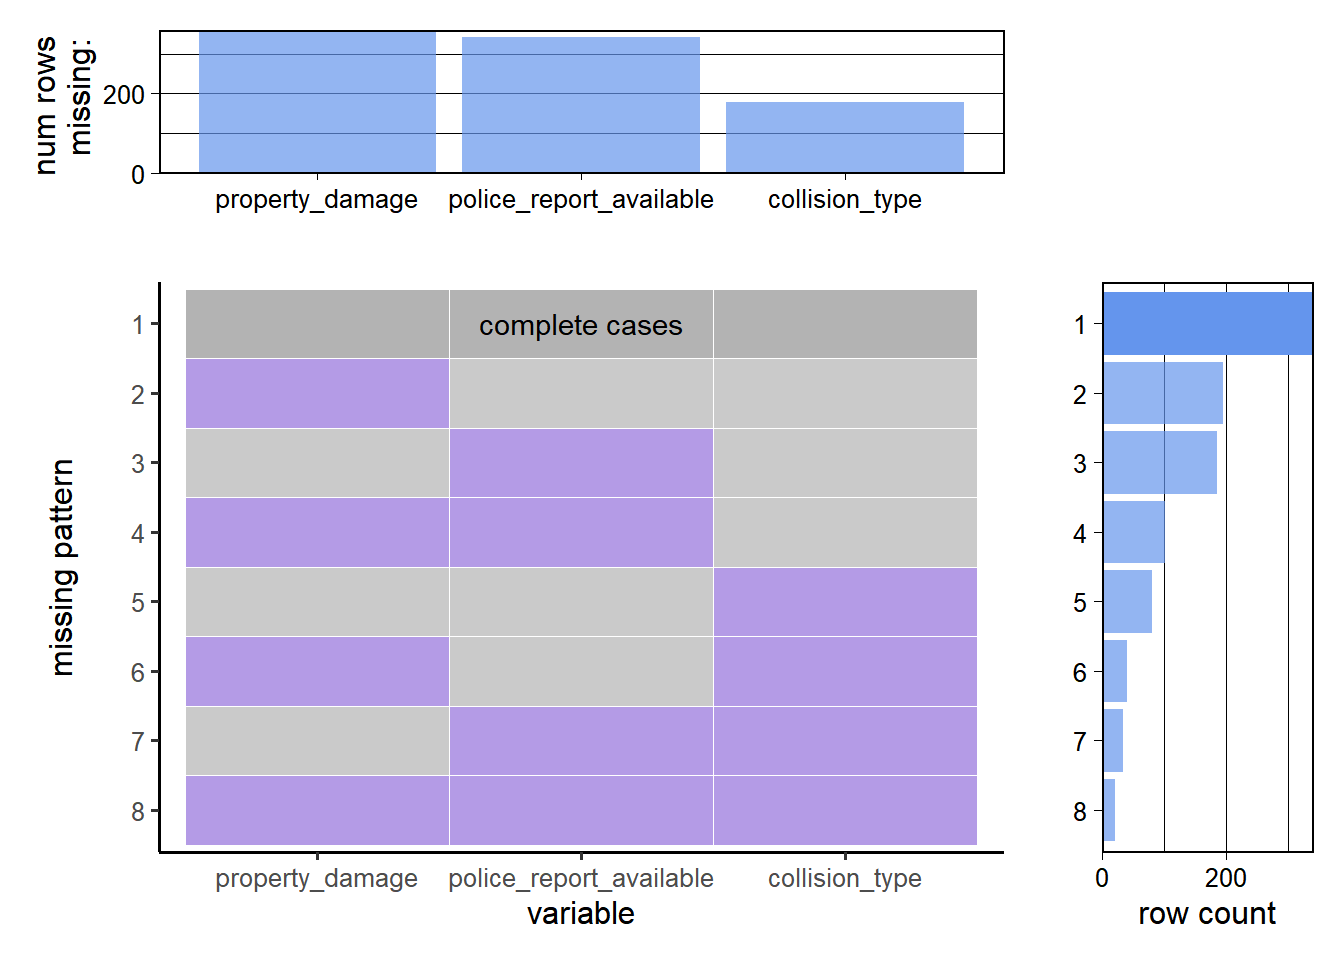 num rows
missing:
200
0
property_damage police_report_available collision_type
missing pattern
1
2
3
4
5
6
7
8
complete cases
property_damage police_report_available collision_type
variable
1
2
3
4
5
6
7
8
0 200
row count